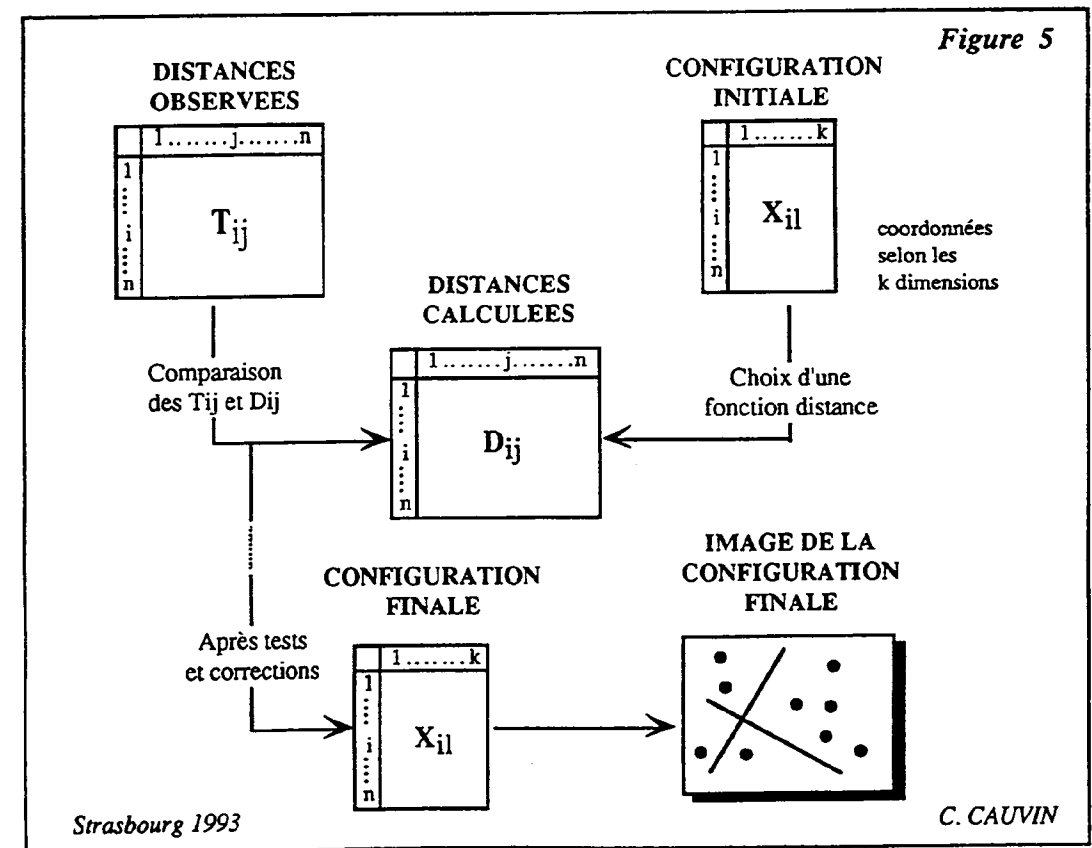 Figure 5
DISTANCES
OBSERVEES
1.......j.......n
1
i
n
Tij
CONFIGURATION
INITIALE
1.......k
1
i
n
Xil
coordonnées
selon les
k dimensions
DISTANCES
CALCULEES
1.......j.......n
1
i
n
Dij
Comparaison
des Tij et Dij
Choix d'une
fonction distance
CONFIGURATION
FINALE
1.......k
1
i
n
Xil
Après tests
et corrections
IMAGE DE LA
CONFIGURATION
FINALE
Strasbourg 1993
C. CAUVIN